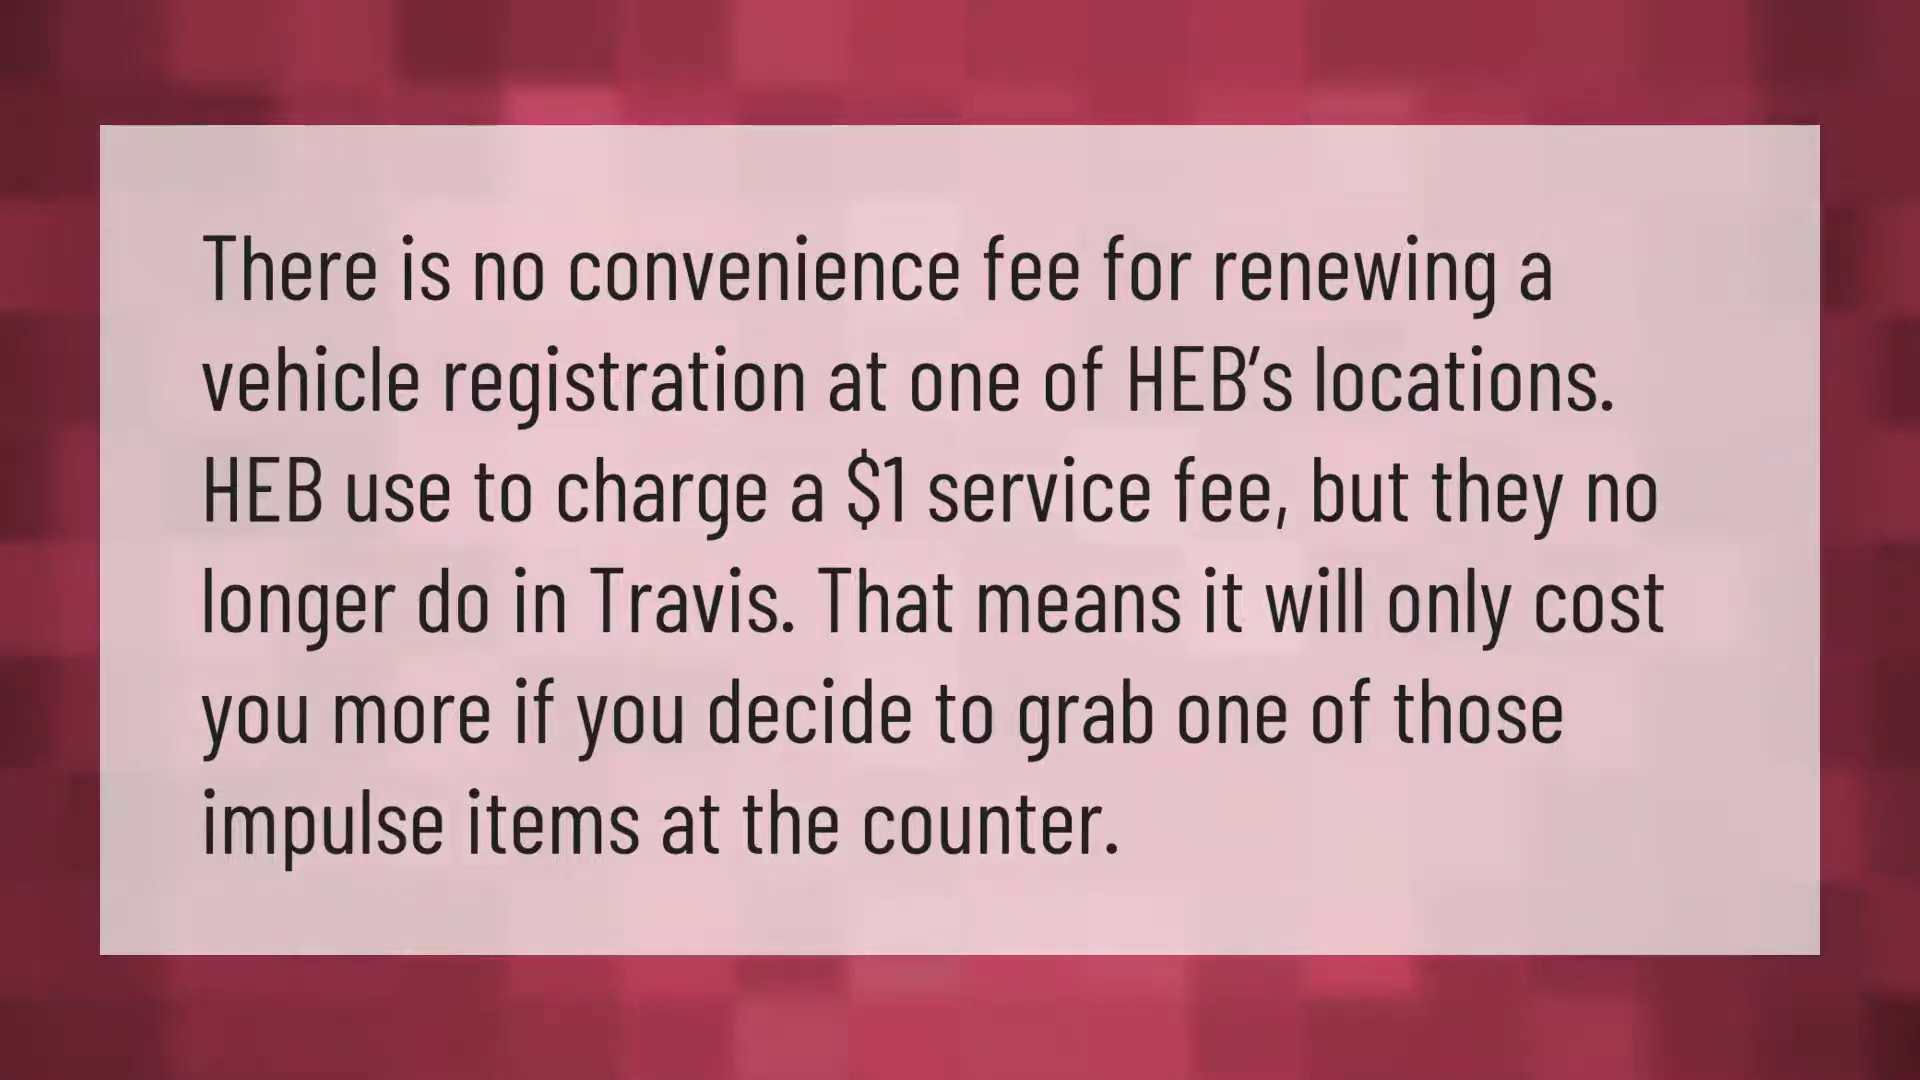 There is no convenience fee for renewing a
vehicle registration at one of HEB's locations.
HEB use to charge a $1 service fee, but they no
longer do in Travis. That means it will only cost
you more if you decide to grab one of those
impulse items at the counter.